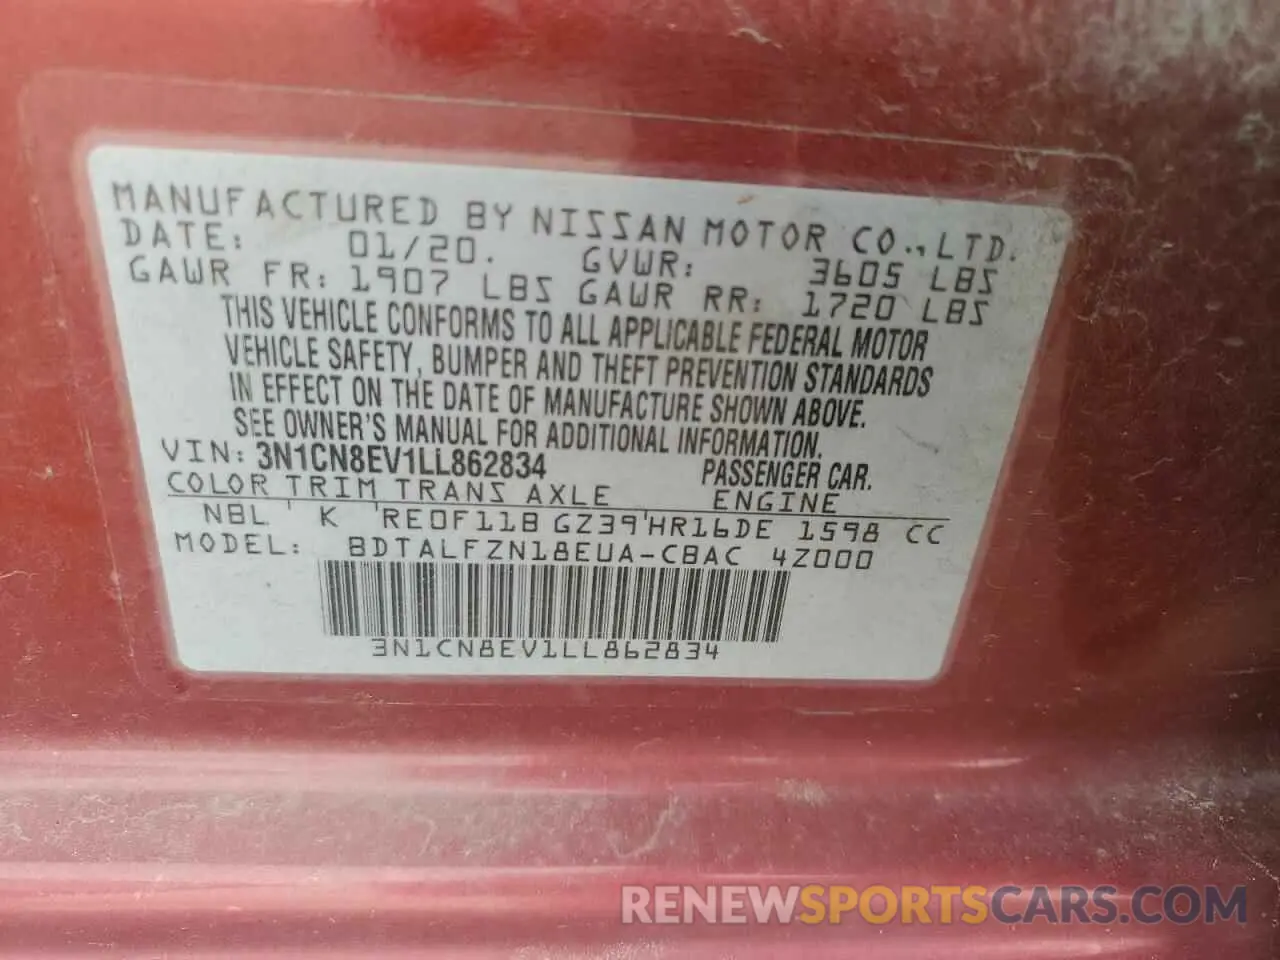 MANUFACTURED BY NISSAN MOTOR CO., LTD.
DATE: 01/20. GVWR: 3605 LBS
GAWR FR: 1907 LBS GAWR RR: 1720 LBS
THIS VEHICLE CONFORMS TO ALL APPLICABLE FEDERAL MOTOR
VEHICLE SAFETY, BUMPER AND THEFT PREVENTION STANDARDS
IN EFFECT ON THE DATE OF MANUFACTURE SHOWN ABOVE.
SEE OWNER'S MANUAL FOR ADDITIONAL INFORMATION.
VIN: 3N1CN8EV1LL862834 PASSENGER CAR.
COLOR TRIM TRANS AXLE ENGINE
NBL K RE0F11B GZ39 HR16DE 1598 CC
MODEL: BDTALFZN18EUA-CBAC 4Z000
3N1CN8EV1LL862834
RENEWSPORTSCARS.COM